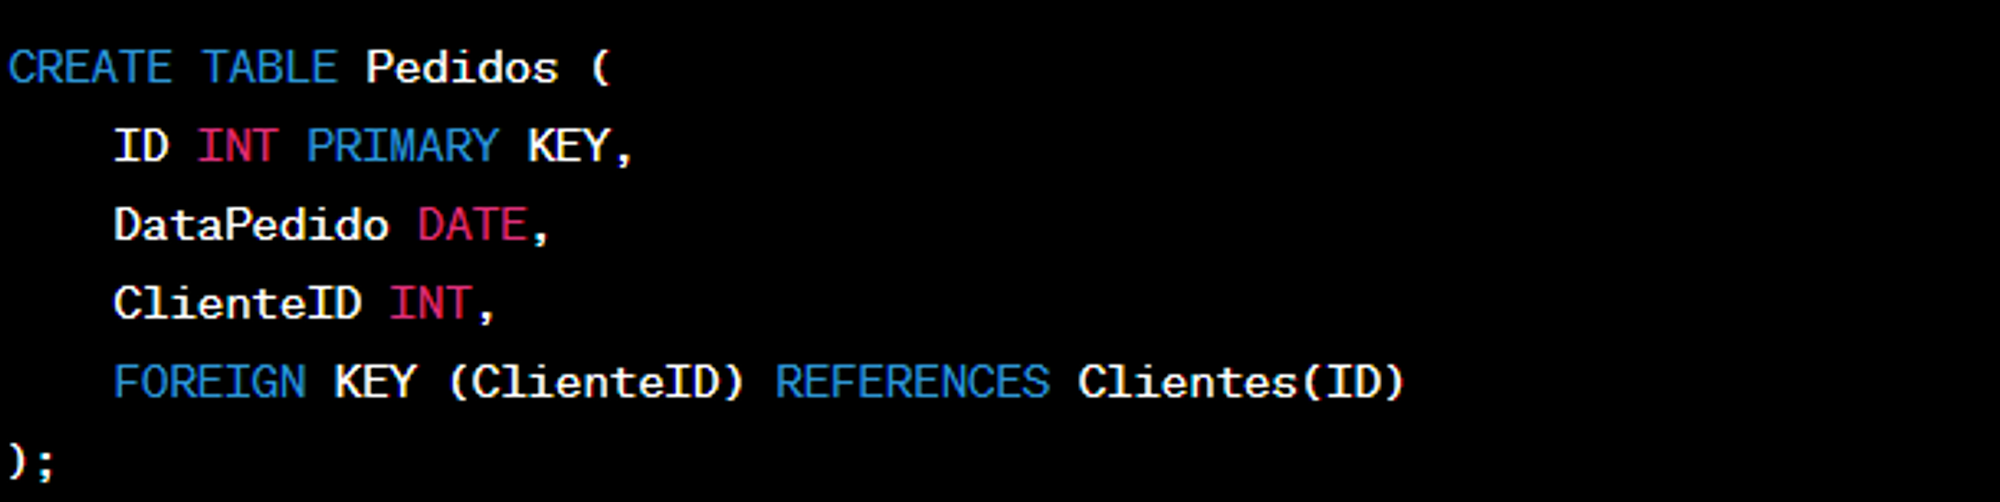 CREATE TABLE Pedidos (
    ID INT PRIMARY KEY,
    DataPedido DATE,
    ClienteID INT,
    FOREIGN KEY (ClienteID) REFERENCES Clientes(ID)
);